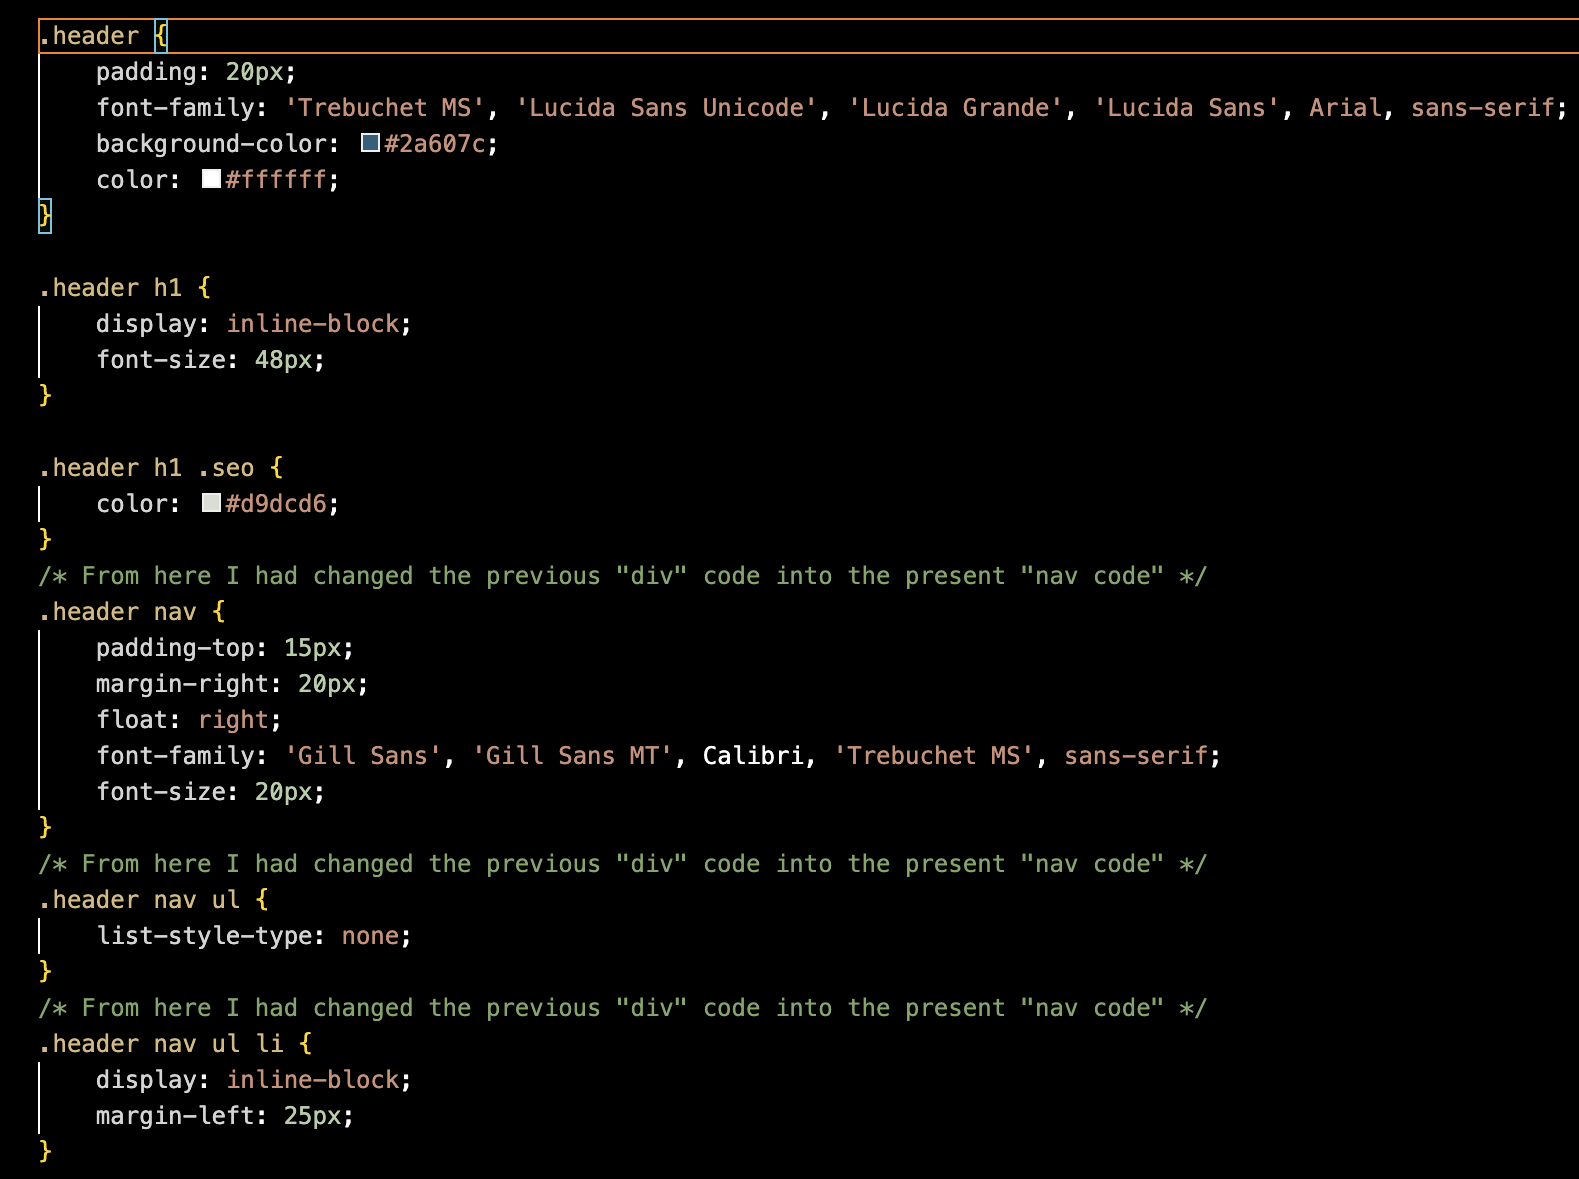 .header {
    padding: 20px;
    font-family: 'Trebuchet MS', 'Lucida Sans Unicode', 'Lucida Grande', 'Lucida Sans', Arial, sans-serif;
    background-color: #2a607c;
    color: #ffffff;
}

.header h1 {
    display: inline-block;
    font-size: 48px;
}

.header h1 .seo {
    color: #d9dcd6;
}
/* From here I had changed the previous "div" code into the present "nav code" */
.header nav {
    padding-top: 15px;
    margin-right: 20px;
    float: right;
    font-family: 'Gill Sans', 'Gill Sans MT', Calibri, 'Trebuchet MS', sans-serif;
    font-size: 20px;
}
/* From here I had changed the previous "div" code into the present "nav code" */
.header nav ul {
    list-style-type: none;
}
/* From here I had changed the previous "div" code into the present "nav code" */
.header nav ul li {
    display: inline-block;
    margin-left: 25px;
}